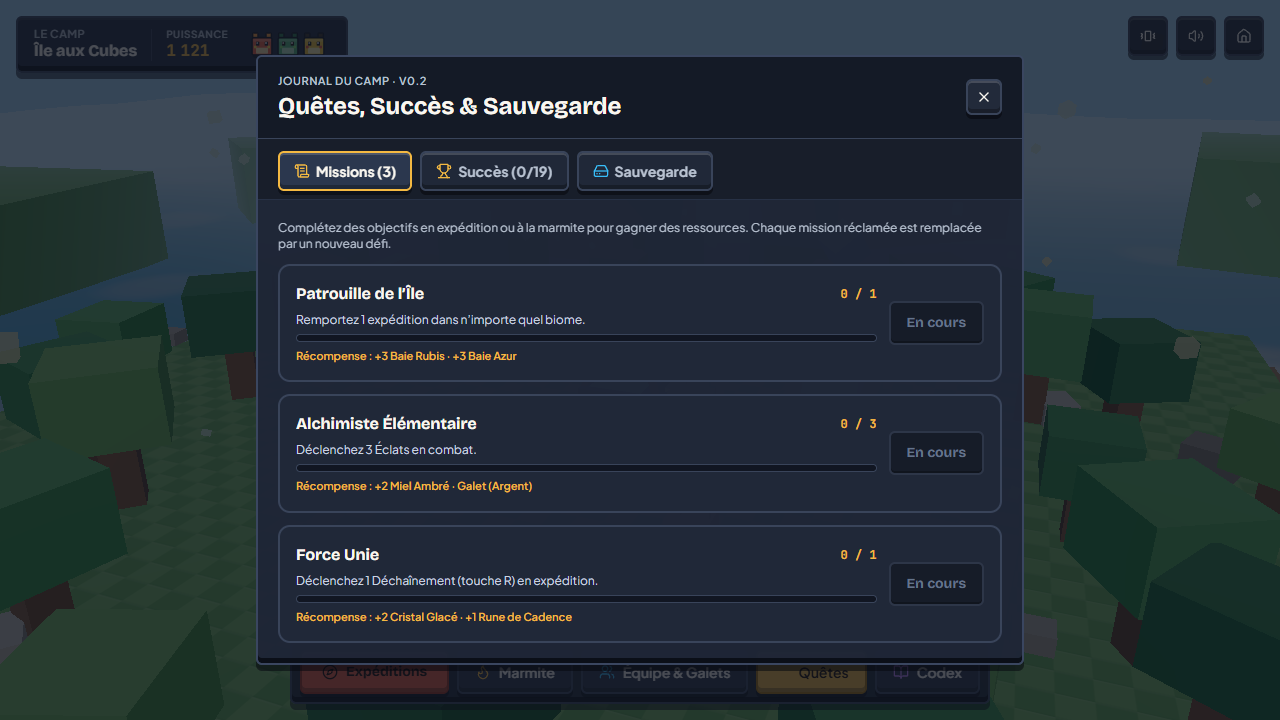 LE CAMP
Île aux Cubes
PUISSANCE
1 121
JOURNAL DU CAMP · V0.2
Quêtes, Succès & Sauvegarde
Missions (3)
Succès (0/19)
Sauvegarde
Complétez des objectifs en expédition ou à la marmite pour gagner des ressources. Chaque mission réclamée est remplacée
par un nouveau défi.
Patrouille de l'Île
0 / 1
Remportez 1 expédition dans n'importe quel biome.
En cours
Récompense : +3 Baie Rubis · +3 Baie Azur
Alchimiste Élémentaire
0 / 3
Déclenchez 3 Éclats en combat.
En cours
Récompense : +2 Miel Ambré · Galet (Argent)
Force Unie
0 / 1
Déclenchez 1 Déchaînement (touche R) en expédition.
En cours
Récompense : +2 Cristal Glacé · +1 Rune de Cadence
Expéditions
Marmite
Équipe & Galets
Quêtes
Codex